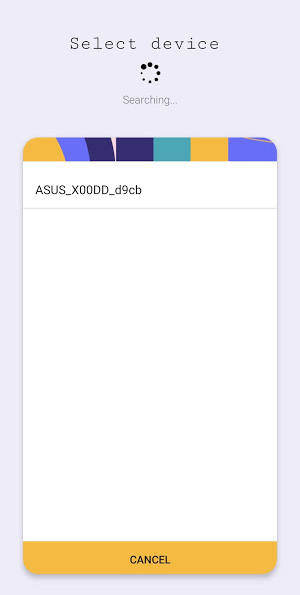 Select device
Searching...
ASUS_X00DD_d9cb
CANCEL